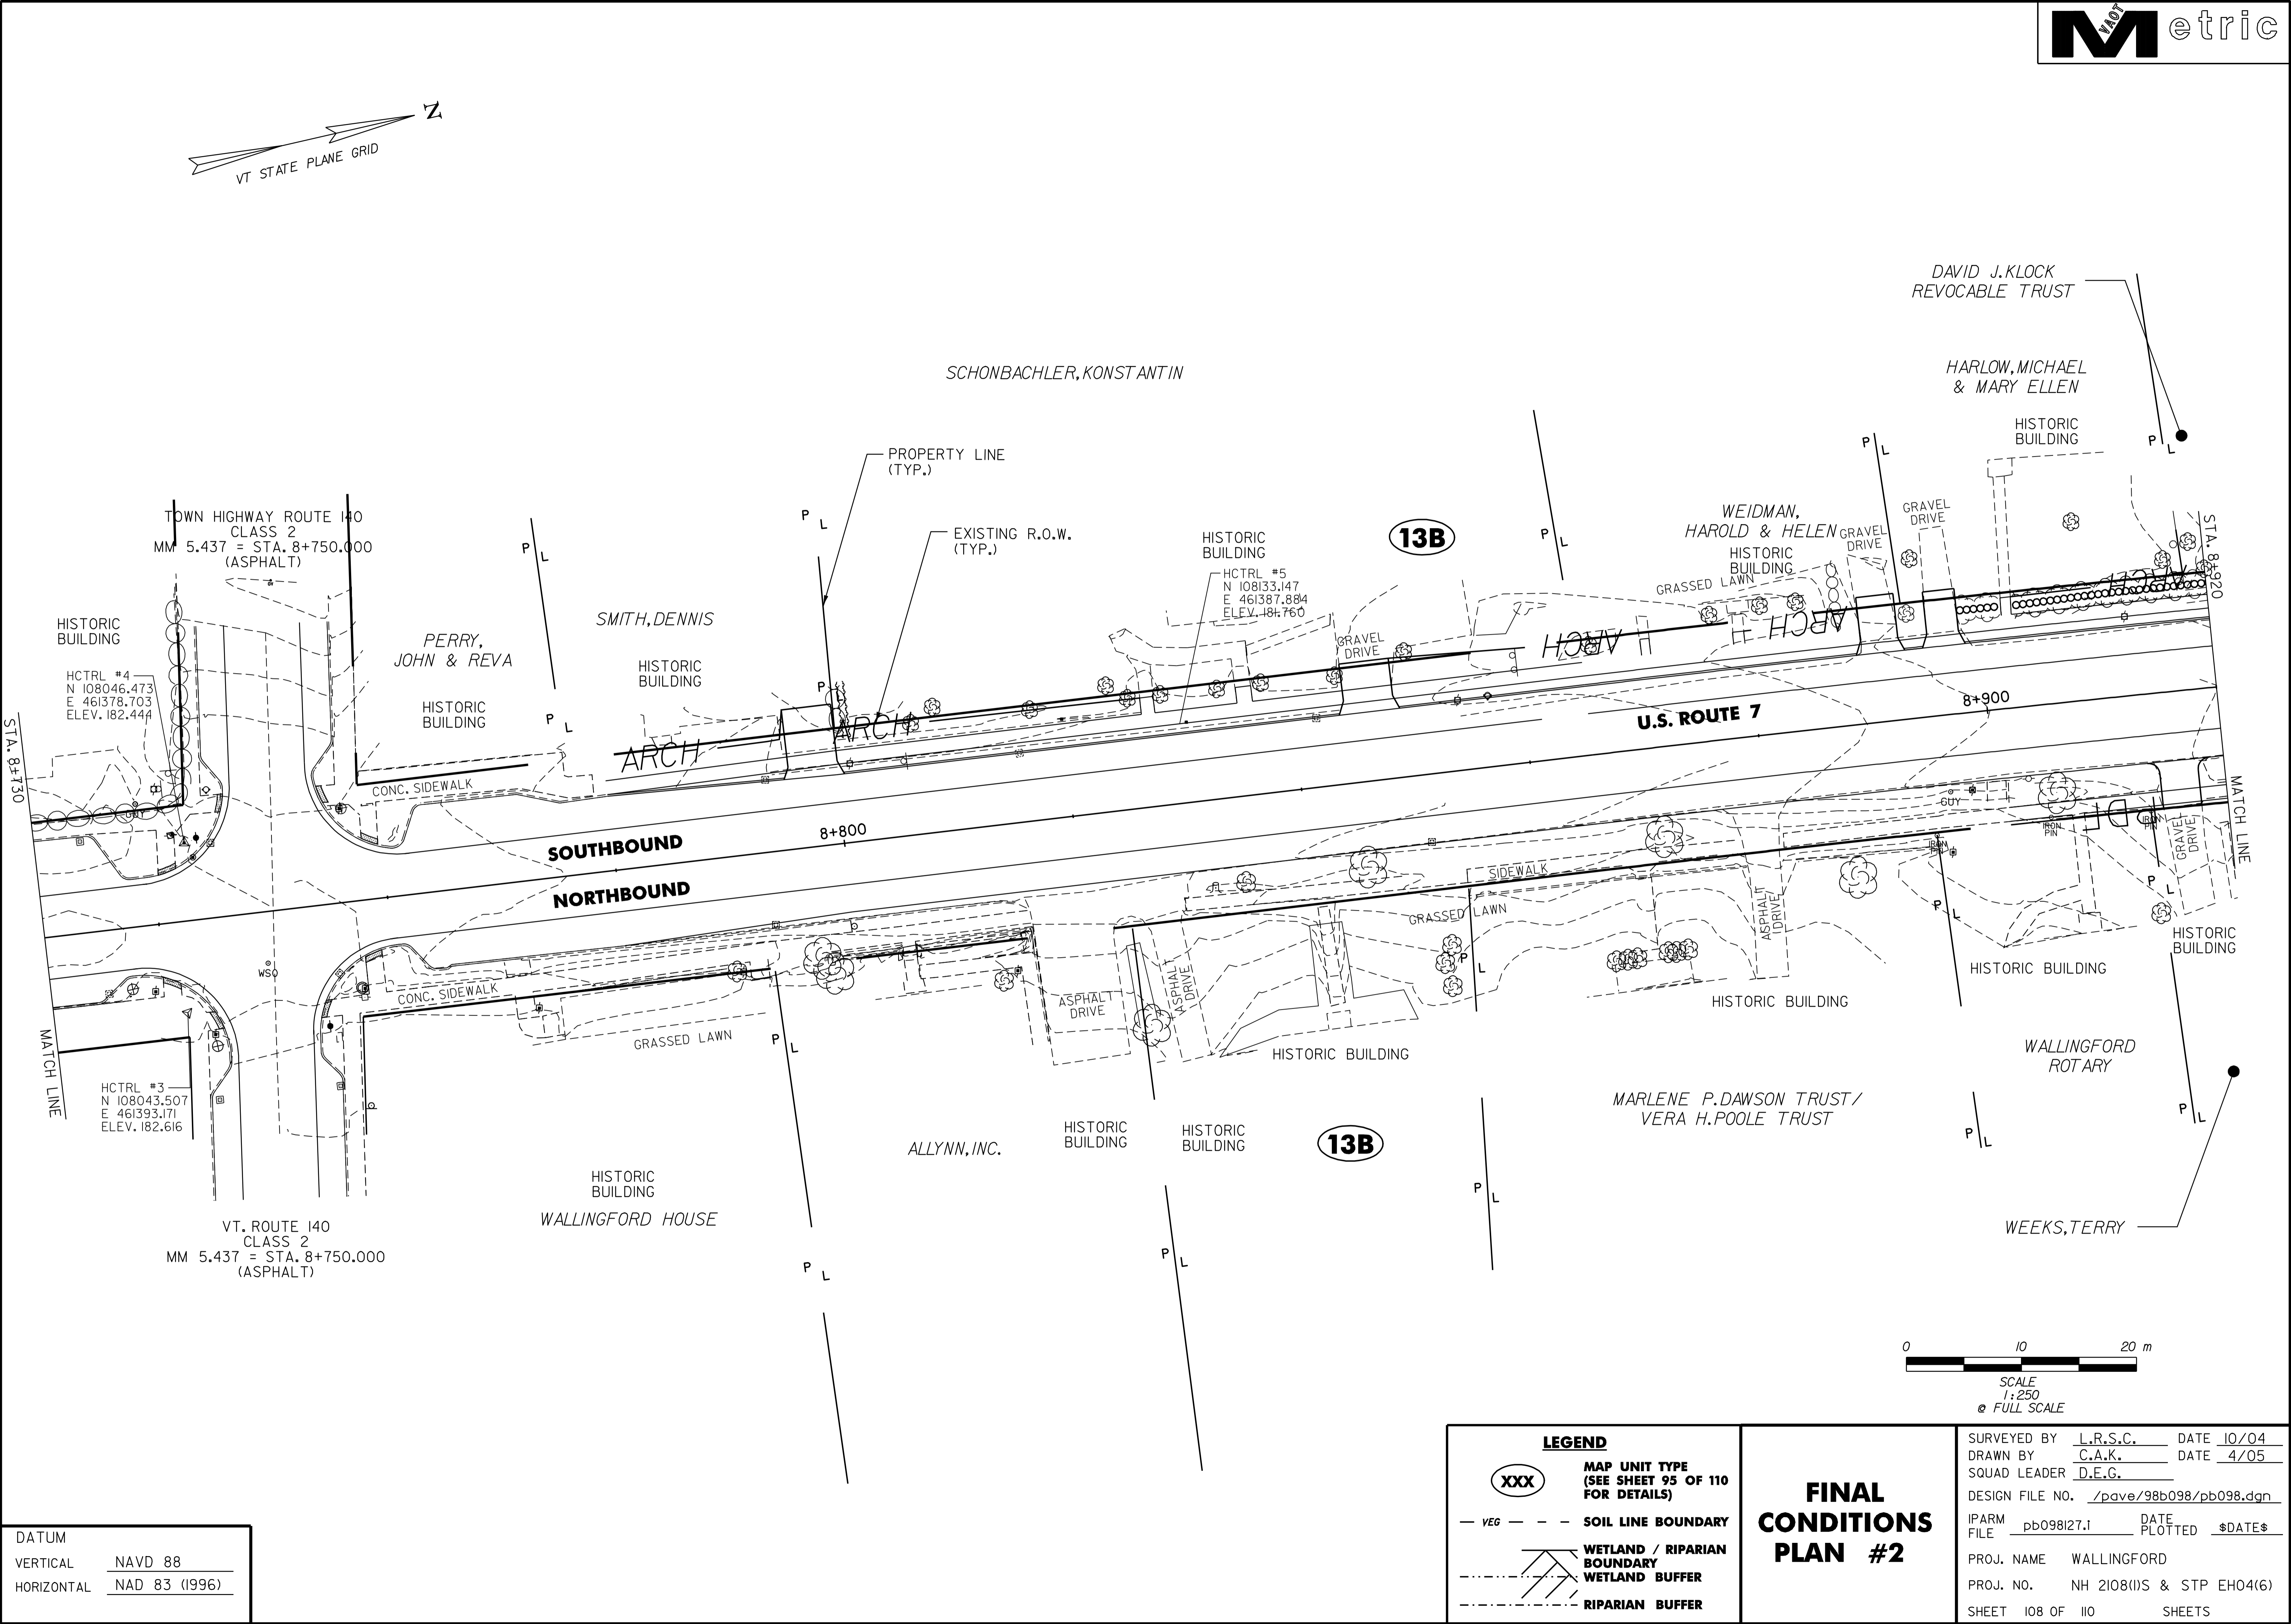 VAOT
Metric
N
VT STATE PLANE GRID
DAVID J. KLOCK
REVOCABLE TRUST
SCHONBACHLER, KONSTANTIN
HARLOW, MICHAEL
& MARY ELLEN
HISTORIC
BUILDING
P
L
PROPERTY LINE
(TYP.)
EXISTING R.O.W.
(TYP.)
HISTORIC
BUILDING
HCTRL #5
N 108133.147
E 461387.884
ELEV. 181.760
13B
WEIDMAN,
HAROLD & HELEN
HISTORIC
BUILDING
GRAVEL
DRIVE
GRAVEL
DRIVE
GRASSED LAWN
STA. 8+920
TOWN HIGHWAY ROUTE 140
CLASS 2
MM 5.437 = STA. 8+750.000
(ASPHALT)
P
L
P
L
P
L
P
L
HISTORIC
BUILDING
HCTRL #4
N 108046.473
E 461378.703
ELEV. 182.444
STA. 8+730
PERRY,
JOHN & REVA
HISTORIC
BUILDING
SMITH, DENNIS
HISTORIC
BUILDING
P
L
P
L
GRAVEL
DRIVE
ARCH
ARCH
ARCH
ARCH
ARCH
H
H
H
CONC. SIDEWALK
GUY
U.S. ROUTE 7
8+900
8+800
SOUTHBOUND
NORTHBOUND
MATCH LINE
GUY
IRON
PIN
IRON
PIN
IRON
PIN
GRAVEL
DRIVE
SIDEWALK
GRASSED LAWN
ASPHALT
DRIVE
P
L
P
L
P
L
HISTORIC
BUILDING
HISTORIC BUILDING
HISTORIC BUILDING
WSO
CONC. SIDEWALK
GRASSED LAWN
ASPHALT
DRIVE
ASPHALT
DRIVE
HISTORIC BUILDING
P
L
MATCH LINE
HCTRL #3
N 108043.507
E 461393.171
ELEV. 182.616
WALLINGFORD
ROTARY
MARLENE P. DAWSON TRUST/
VERA H. POOLE TRUST
P
L
P
L
HISTORIC
BUILDING
HISTORIC
BUILDING
13B
ALLYNN, INC.
HISTORIC
BUILDING
WALLINGFORD HOUSE
P
L
P
L
P
L
WEEKS, TERRY
VT. ROUTE 140
CLASS 2
MM 5.437 = STA. 8+750.000
(ASPHALT)
0 10 20 m
SCALE
1:250
@ FULL SCALE
LEGEND
XXX
MAP UNIT TYPE
(SEE SHEET 95 OF 110
FOR DETAILS)
VEG
SOIL LINE BOUNDARY
WETLAND / RIPARIAN
BOUNDARY
WETLAND BUFFER
RIPARIAN BUFFER
FINAL
CONDITIONS
PLAN #2
SURVEYED BY L.R.S.C. DATE 10/04
DRAWN BY C.A.K. DATE 4/05
SQUAD LEADER D.E.G.
DESIGN FILE NO. /pave/98b098/pb098.dgn
IPARM
FILE pb098127.i
DATE
PLOTTED $DATE$
PROJ. NAME WALLINGFORD
PROJ. NO. NH 2108(1)S & STP EH04(6)
SHEET 108 OF 110 SHEETS
DATUM
VERTICAL NAVD 88
HORIZONTAL NAD 83 (1996)